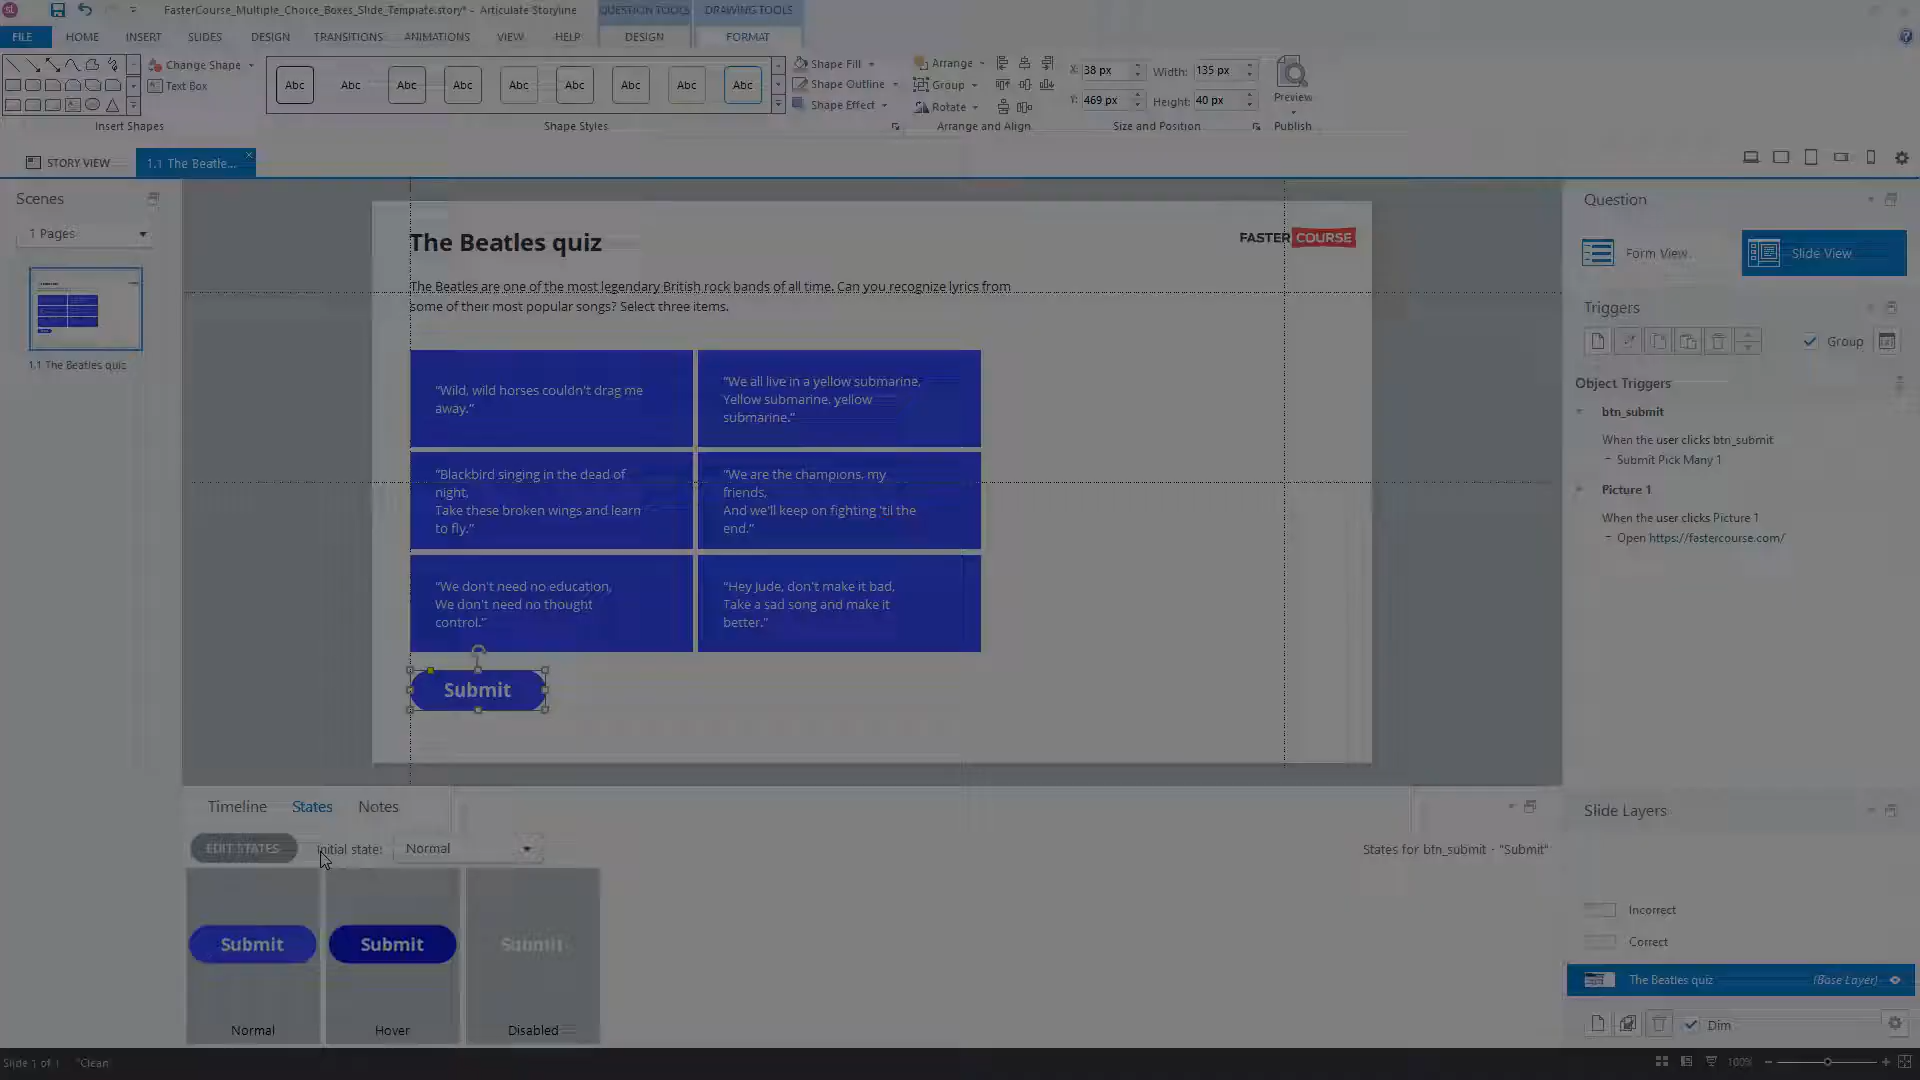 FasterCourse_Multiple_Choice_Boxes_Slide_Template.story* - Articulate Storyline
QUESTION TOOLS
DRAWING TOOLS
FILE
HOME
INSERT
SLIDES
DESIGN
TRANSITIONS
ANIMATIONS
VIEW
HELP
DESIGN
FORMAT
Change Shape
Text Box
Insert Shapes
Abc
Abc
Abc
Abc
Abc
Abc
Abc
Abc
Abc
Shape Styles
Shape Fill
Shape Outline
Shape Effect
Arrange
Group
Rotate
Arrange and Align
X: 38 px
Width: 135 px
Y: 469 px
Height: 40 px
Size and Position
Preview
Publish
STORY VIEW
1.1 The Beatle...
Scenes
1 Pages
1.1 The Beatles quiz
The Beatles quiz
FASTER COURSE
The Beatles are one of the most legendary British rock bands of all time. Can you recognize lyrics from
some of their most popular songs? Select three items.
"Wild, wild horses couldn't drag me
away."
"We all live in a yellow submarine,
Yellow submarine, yellow
submarine."
"Blackbird singing in the dead of
night,
Take these broken wings and learn
to fly."
"We are the champions, my
friends,
And we'll keep on fighting 'til the
end."
"We don't need no education,
We don't need no thought
control."
"Hey Jude, don't make it bad,
Take a sad song and make it
better."
Submit
Question
Form View
Slide View
Triggers
Group
Object Triggers
btn_submit
When the user clicks btn_submit
Submit Pick Many 1
Picture 1
When the user clicks Picture 1
Open https://fastercourse.com/
Timeline
States
Notes
EDIT STATES
Initial state:
Normal
States for btn_submit - "Submit"
Submit
Submit
Submit
Normal
Hover
Disabled
Slide Layers
Incorrect
Correct
The Beatles quiz
(Base Layer)
Dim
Slide 1 of 1
"Clean
100%